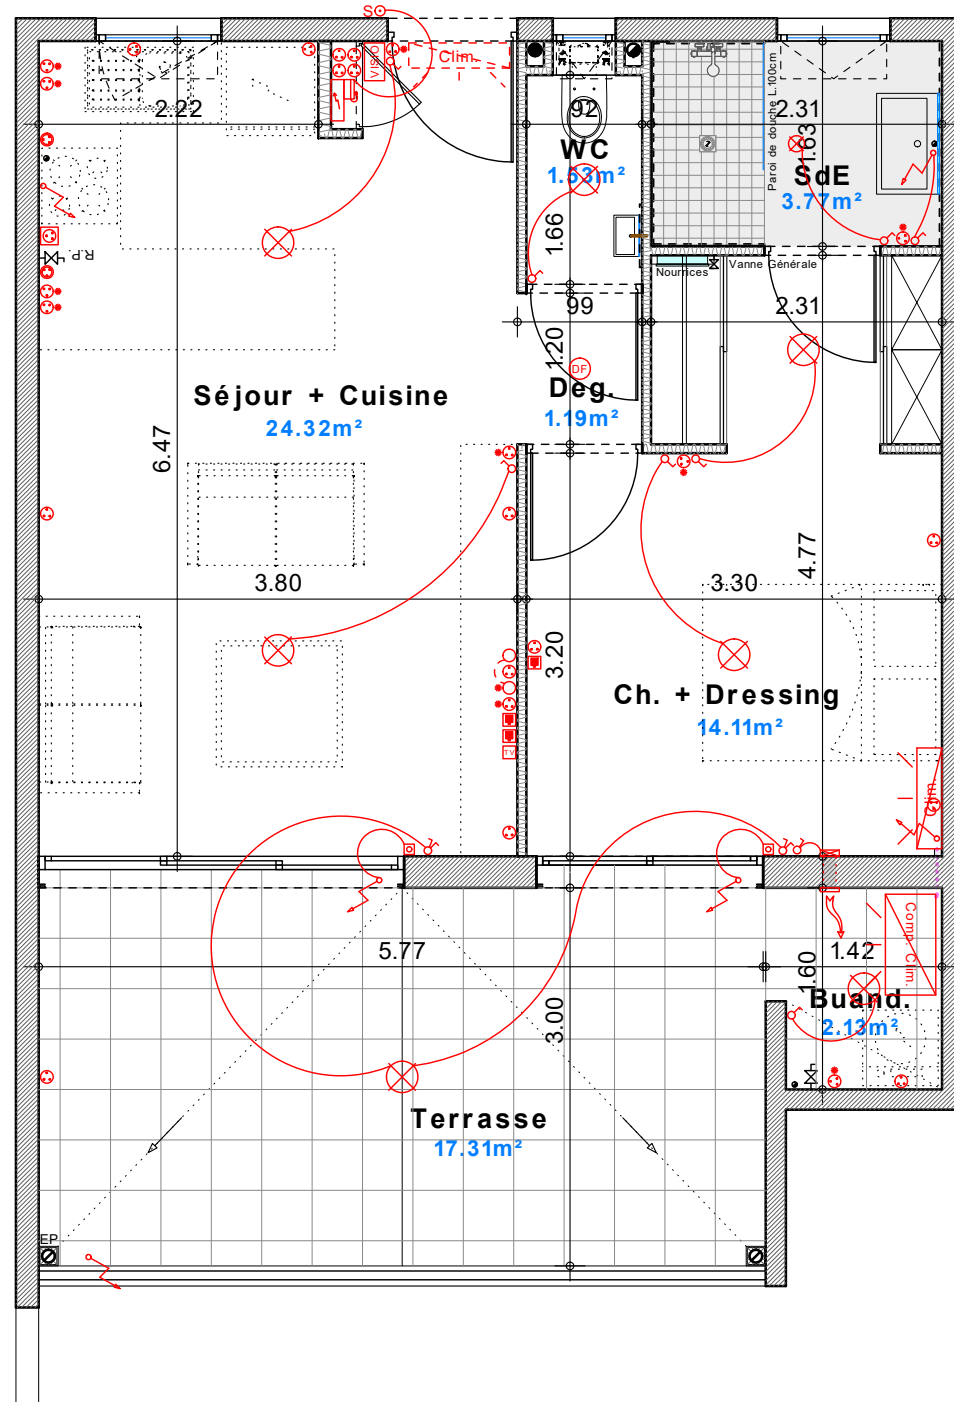 S
VISIO
Clim.
2.22
92
2.31
Paroi de douche L.100cm
1.63
WC
1.53m²
SdE
3.77m²
R.P
1.66
Nourrices
Vanne Générale
99
2.31
1.20
DF
Séjour + Cuisine
24.32m²
Deg.
1.19m²
6.47
4.77
3.80
3.30
3.20
Ch. + Dressing
14.11m²
TV
Clim.
5.77
1.42
Comp. Clim.
1.60
Buand.
2.13m²
3.00
Terrasse
17.31m²
EP